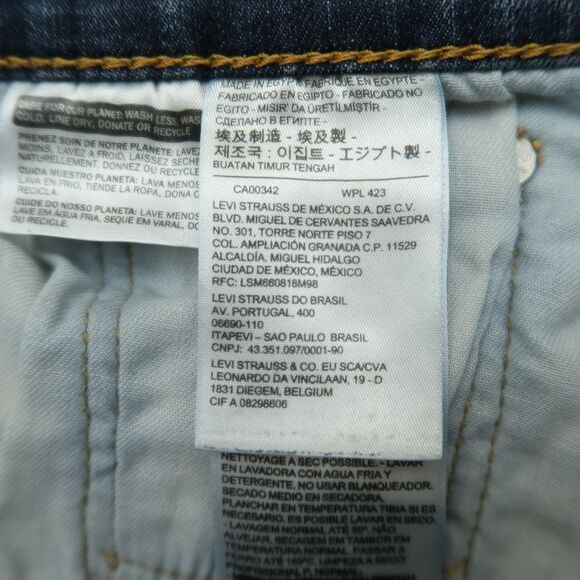 CARE FOR OUR PLANET: WASH LESS, WASH
COLD, LINE DRY, DONATE OR RECYCLE
PRENEZ SOIN DE NOTRE PLANETE: LAVEZ
MOINS, LAVEZ A FROID, LAISSEZ SECHE
NATURELLEMENT, DONNEZ OU RECYCLEZ
CUIDA NUESTRO PLANETA: LAVA MENOS
LAVA EN FRIO, TIENDE LA ROPA, DONA O
CUIDE DO NOSSO PLANETA: LAVE MENOS
LAVE EM AGUA FRIA, SEQUE EM VARAL, DO
OU RECICLE.
MADE IN EGYPT - FABRIQUE EN EGYPTE -
FABRICADO EN EGIPTO - FABRICADO NO
EGITO - MISIR' DA ÜRETİLMİŞTİR -
СДЕЛАНО В ЕГИПТЕ -
埃及制造 - 埃及製 -
제조국 : 이집트 - エジプト製 -
BUATAN TIMUR TENGAH
CA00342 WPL 423
LEVI STRAUSS DE MÉXICO S.A. DE C.V.
BLVD. MIGUEL DE CERVANTES SAAVEDRA
NO. 301, TORRE NORTE PISO 7
COL. AMPLIACIÓN GRANADA C.P. 11529
ALCALDÍA, MIGUEL HIDALGO
CIUDAD DE MÉXICO, MÉXICO
RFC: LSM660818M98
LEVI STRAUSS DO BRASIL
AV. PORTUGAL, 400
06690-110
ITAPEVI – SAO PAULO BRASIL
CNPJ: 43.351.097/0001-90
LEVI STRAUSS & CO. EU SCA/CVA
LEONARDO DA VINCILAAN, 19 - D
1831 DIEGEM, BELGIUM
CIF A 08298606
NETTOYAGE A SEC POSSIBLE. - LAVAR
EN LAVADORA CON AGUA FRIA Y
DETERGENTE, NO USAR BLANQUEADOR,
SECADO MEDIO EN SECADORA,
PLANCHAR EN TEMPERATURA TIBIA SI ES
NECESARIO. ES POSIBLE LAVAR EN SECO.
- LAVAGEM NORMAL ATÉ 30º, NÃO
ALVEJAR, SECAGEM EM TAMBOR EM
TEMPERATURA NORMAL, PASSAR A
FERRO ATÉ